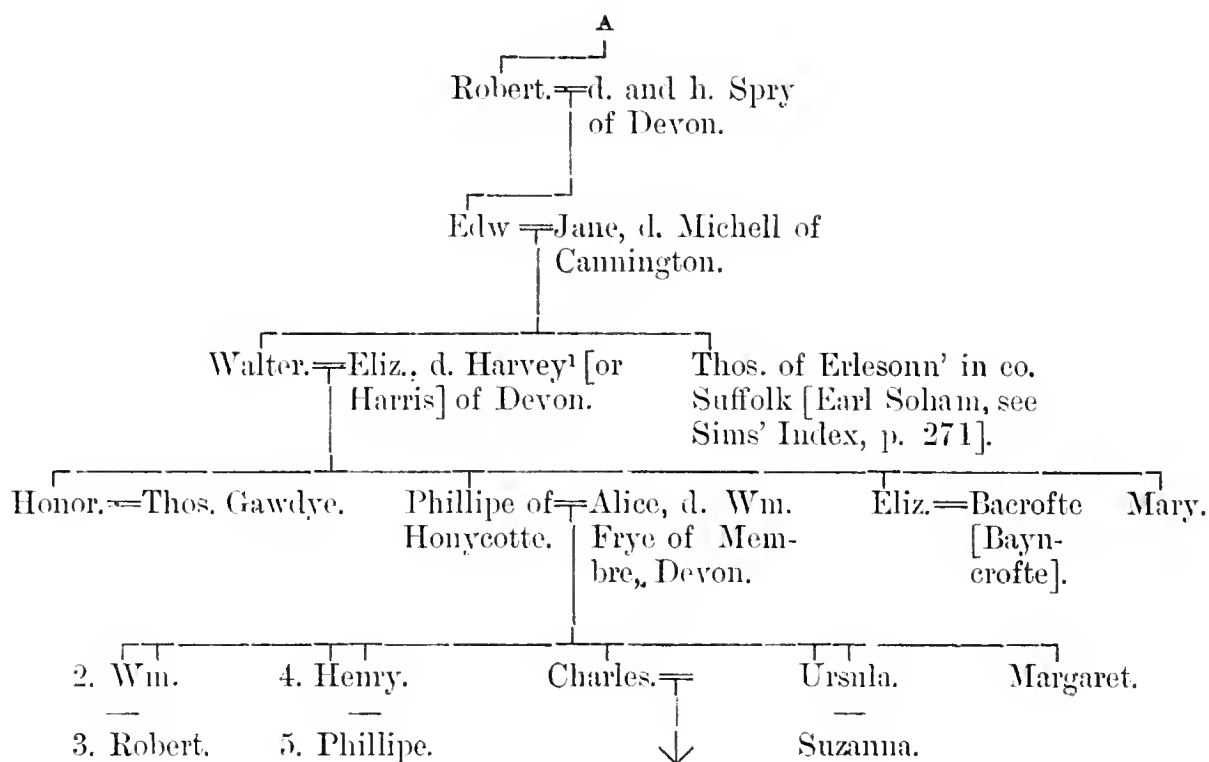 A
Robert. d. and h. Spry
of Devon.
Edw Jane, d. Michell of
Cannington.
Walter. Eliz., d. Harvey¹ [or
Harris] of Devon.
Thos. of Erlesonn' in co.
Suffolk [Earl Soham, see
Sims' Index, p. 271].
Honor. Thos. Gawdye.
Phillipe of
Honycotte.
Alice, d. Wm.
Frye of Mem-
bre,, Devon.
Eliz. Bacrofte
[Bayn-
crofte].
Mary.
2. Wm. 4. Henry. Charles. Ursula. Margaret.
3. Robert. 5. Phillipe. Suzanna.